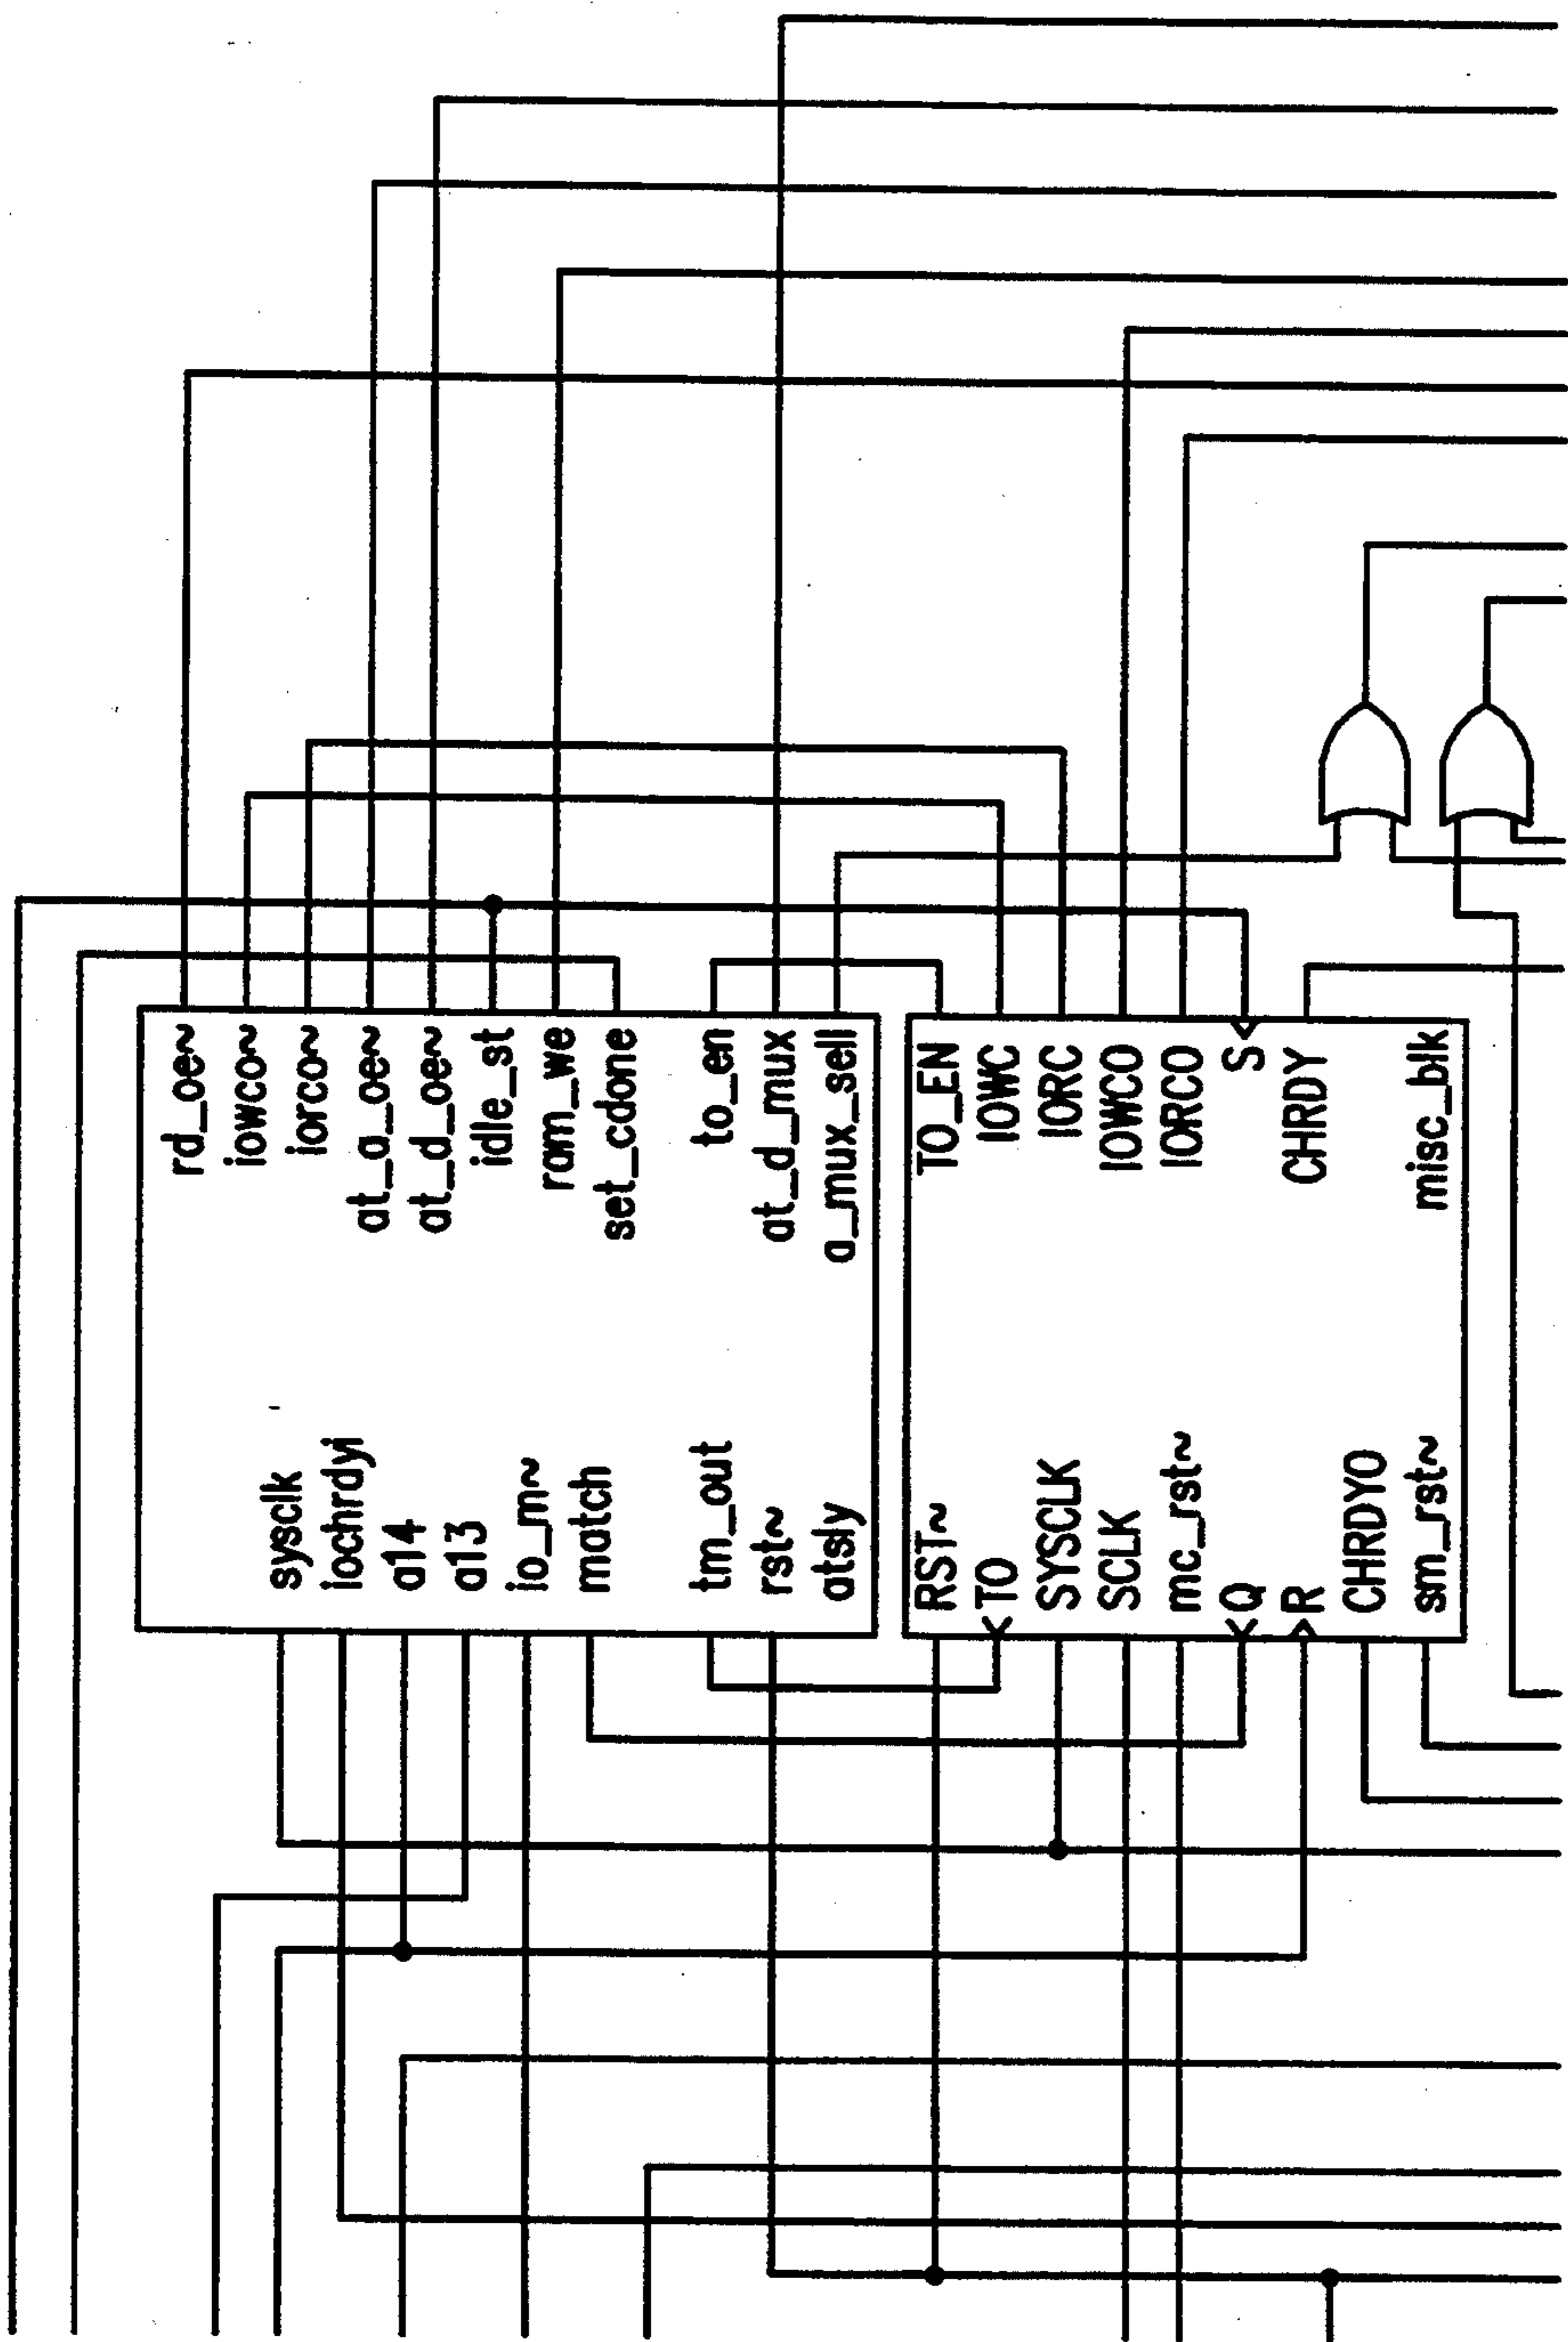 sysclk
iochrdyi
a14
a13
io_m~
match
tm_out
rst~
atsly
rd_oe~
iowco~
iorco~
at_a_oe~
at_d_oe~
idle_st
ram_we
set_cdone
to_en
at_d_mux
a_mux_sell
RST~
TO
SYSCLK
SCLK
mc_rst~
Q
R
CHRDYO
sm_rst~
TO_EN
IOWC
IORC
IOWCO
IORCO
S
CHRDY
misc_blk